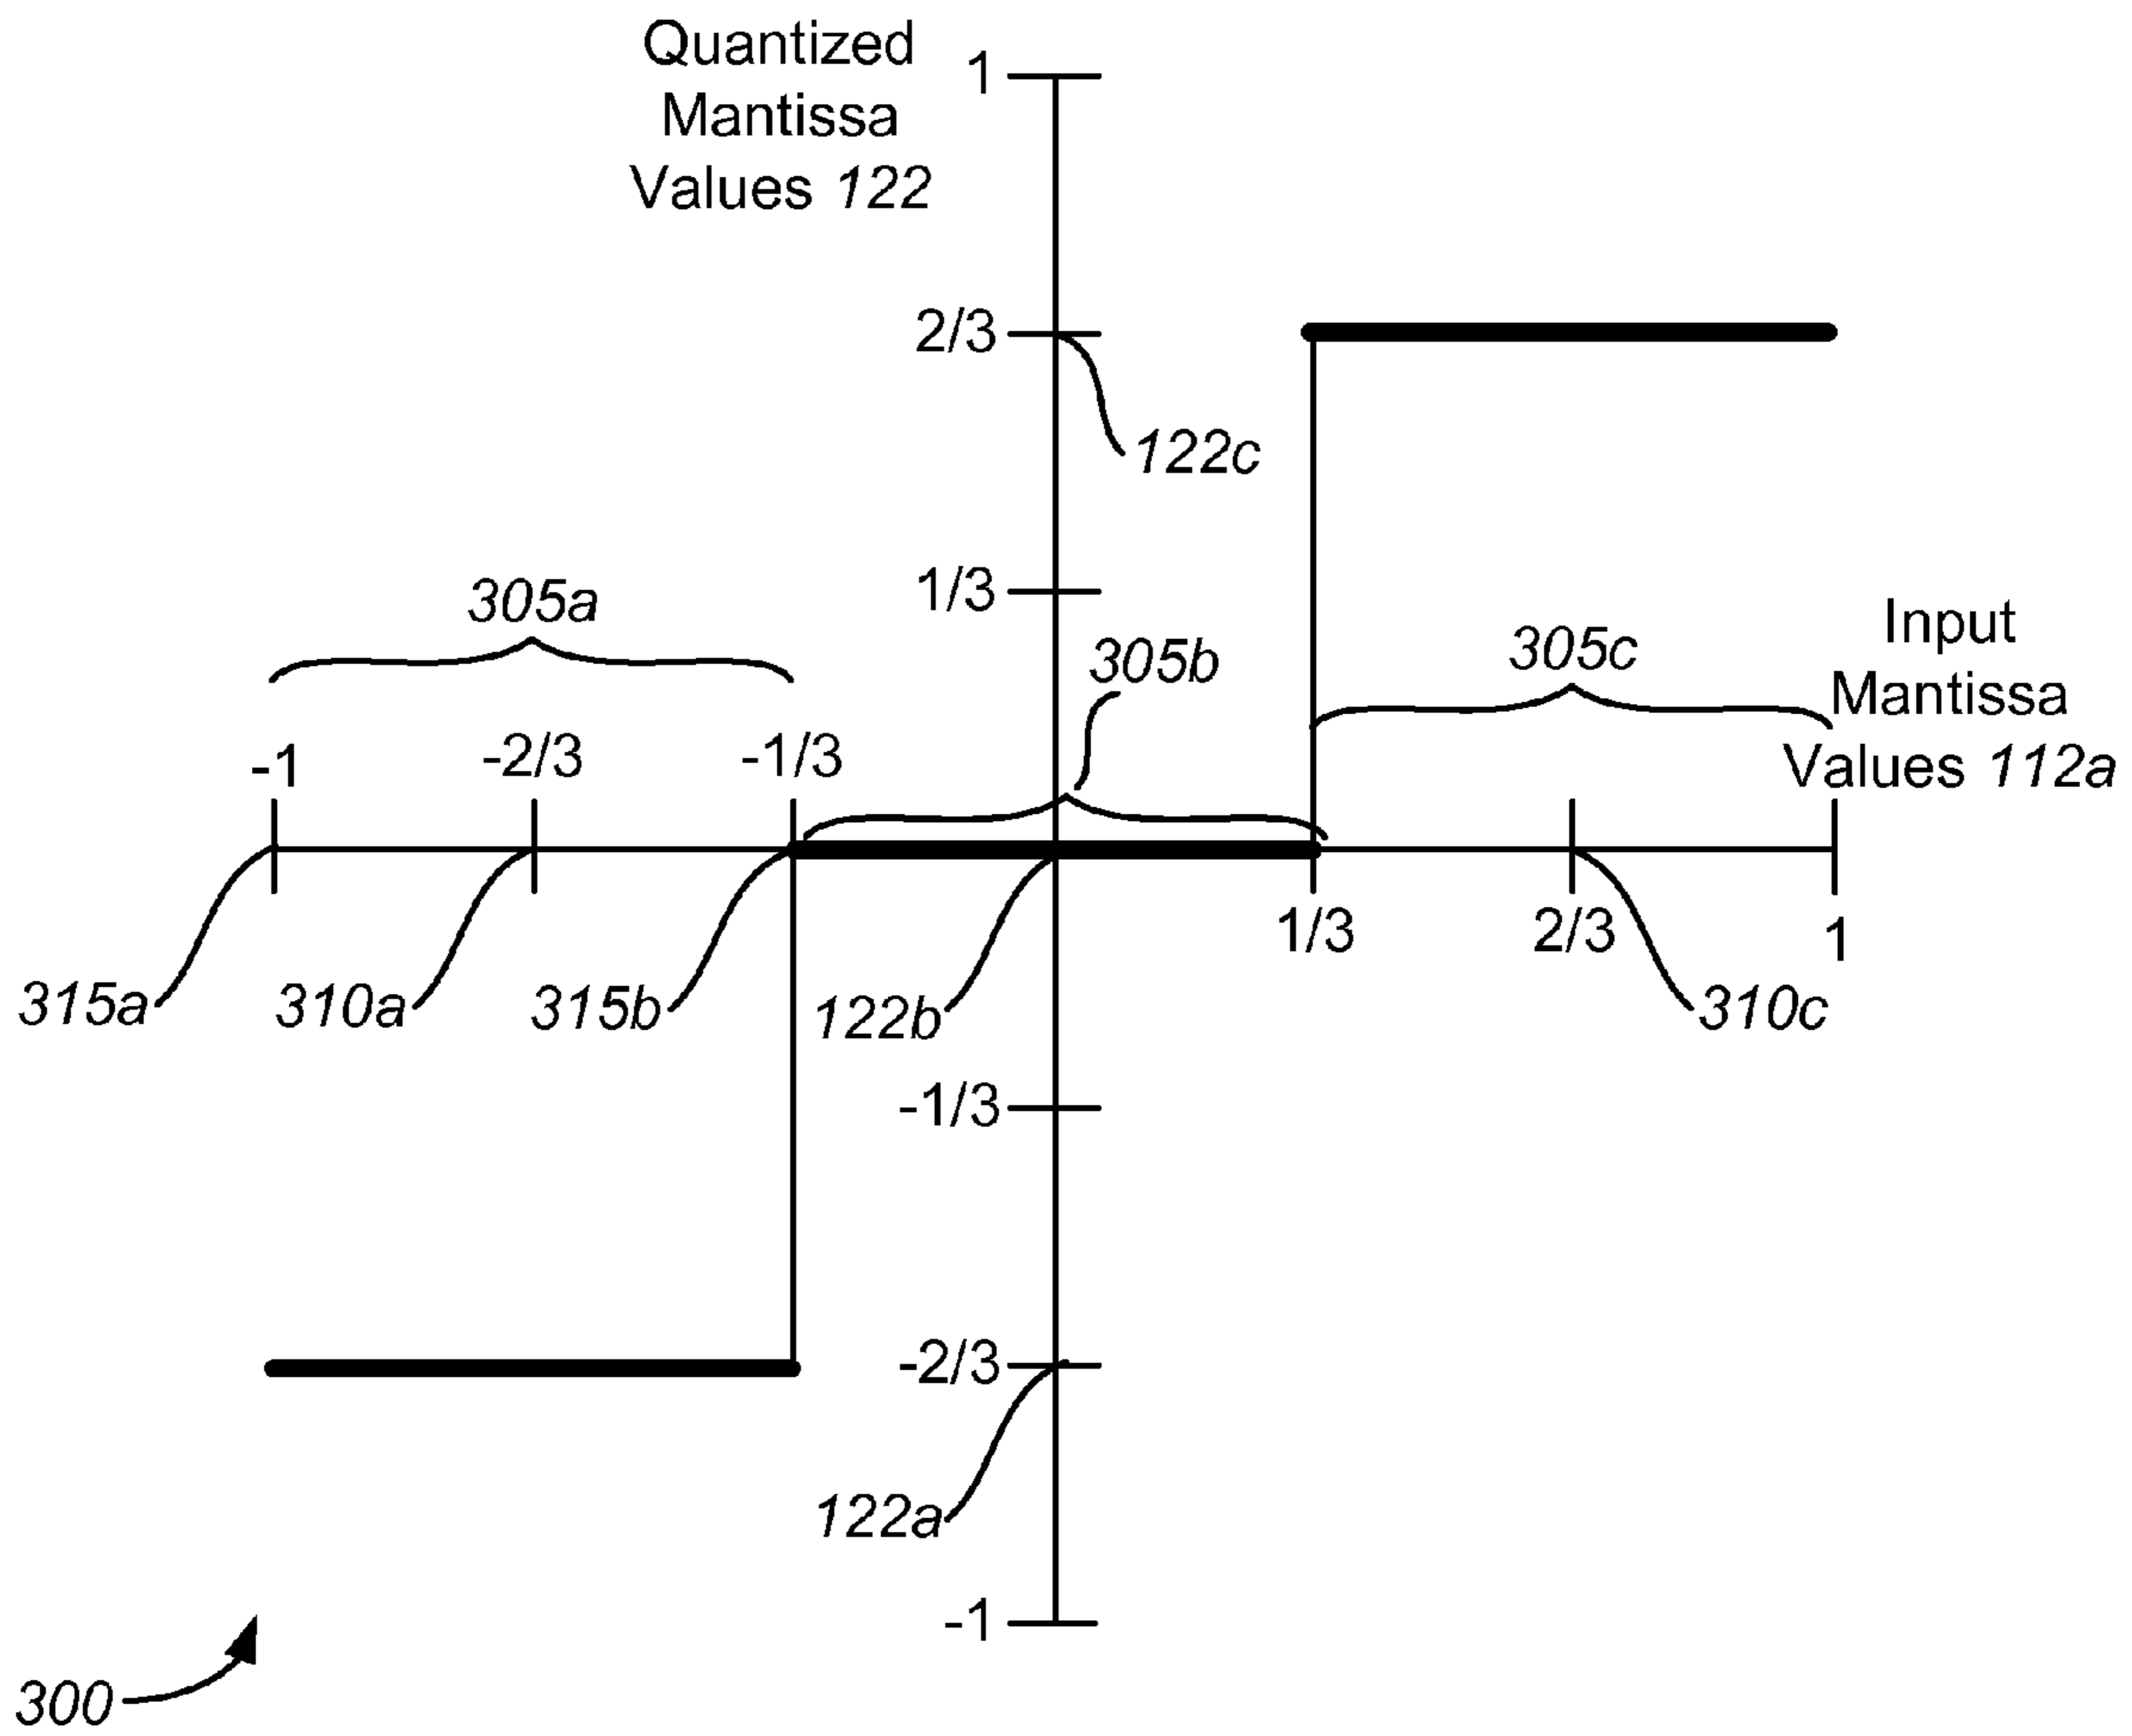 Quantized
Mantissa
Values 122
1
2/3
122c
1/3
305a
305b
305c
Input
Mantissa
Values 112a
-1
-2/3
-1/3
1/3
2/3
1
315a
310a
315b
122b
310c
-1/3
-2/3
122a
-1
300